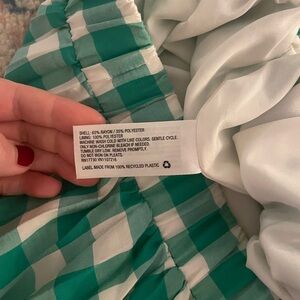 SHELL: 65% RAYON / 35% POLYESTER
LINING: 100% POLYESTER
MACHINE WASH COLD WITH LIKE COLORS. GENTLE CYCLE.
ONLY NON-CHLORINE BLEACH IF NEEDED.
TUMBLE DRY LOW. REMOVE PROMPTLY.
DO NOT IRON ON PLEATS.
RN17730 VN1107216
LABEL MADE FROM 100% RECYCLED PLASTIC